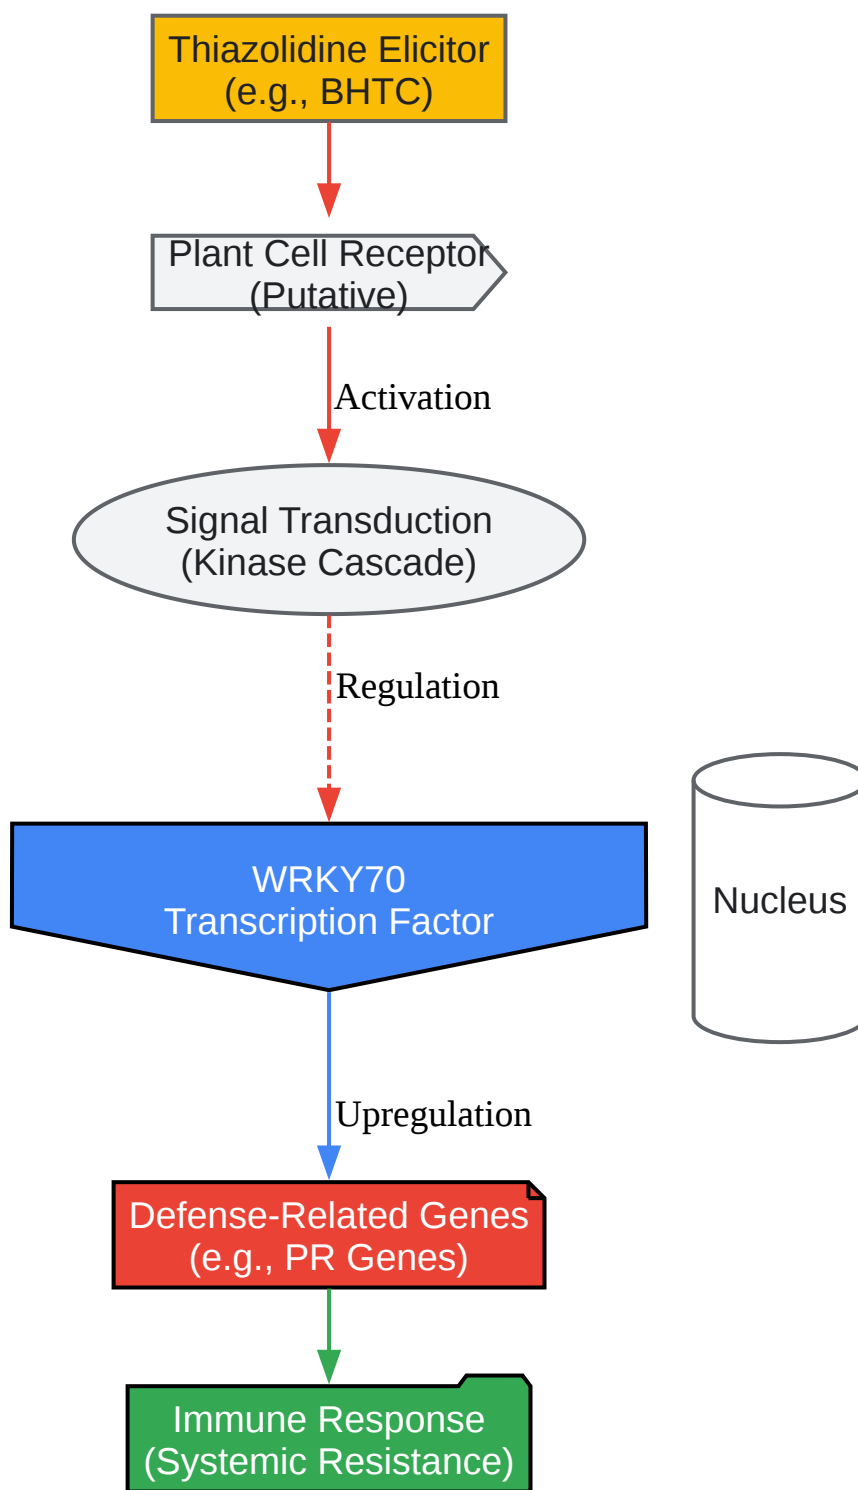 Thiazolidine Elicitor
(e.g., BHTC)
Plant Cell Receptor
(Putative)
Activation
Signal Transduction
(Kinase Cascade)
Regulation
WRKY70
Transcription Factor
Nucleus
Upregulation
Defense-Related Genes
(e.g., PR Genes)
Immune Response
(Systemic Resistance)